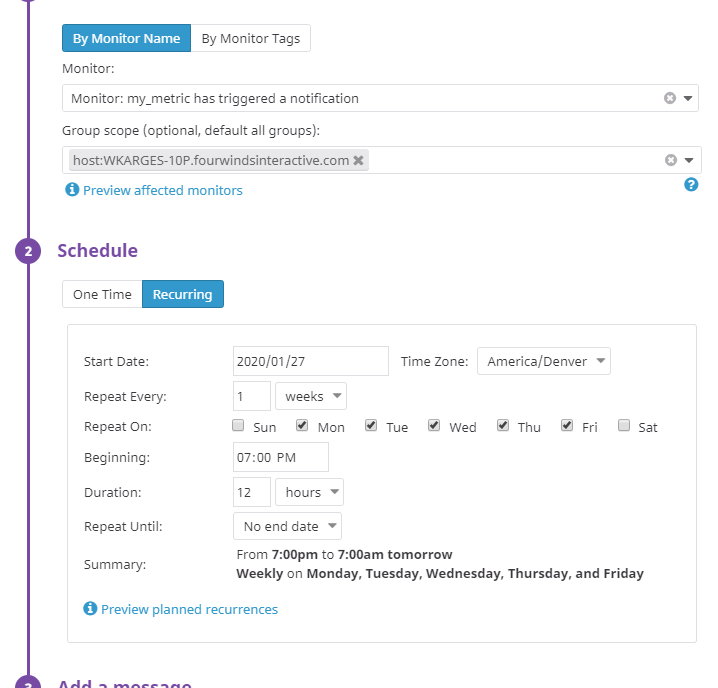 By Monitor Name By Monitor Tags
Monitor:
Monitor: my_metric has triggered a notification
Group scope (optional, default all groups):
host:WKARGES-10P.fourwindsinteractive.com
Preview affected monitors ?
2 Schedule
One Time Recurring
Start Date: 2020/01/27 Time Zone: America/Denver
Repeat Every: 1 weeks
Repeat On: Sun Mon Tue Wed Thu Fri Sat
Beginning: 07:00 PM
Duration: 12 hours
Repeat Until: No end date
Summary: From 7:00pm to 7:00am tomorrow
Weekly on Monday, Tuesday, Wednesday, Thursday, and Friday
Preview planned recurrences
3 Add a message